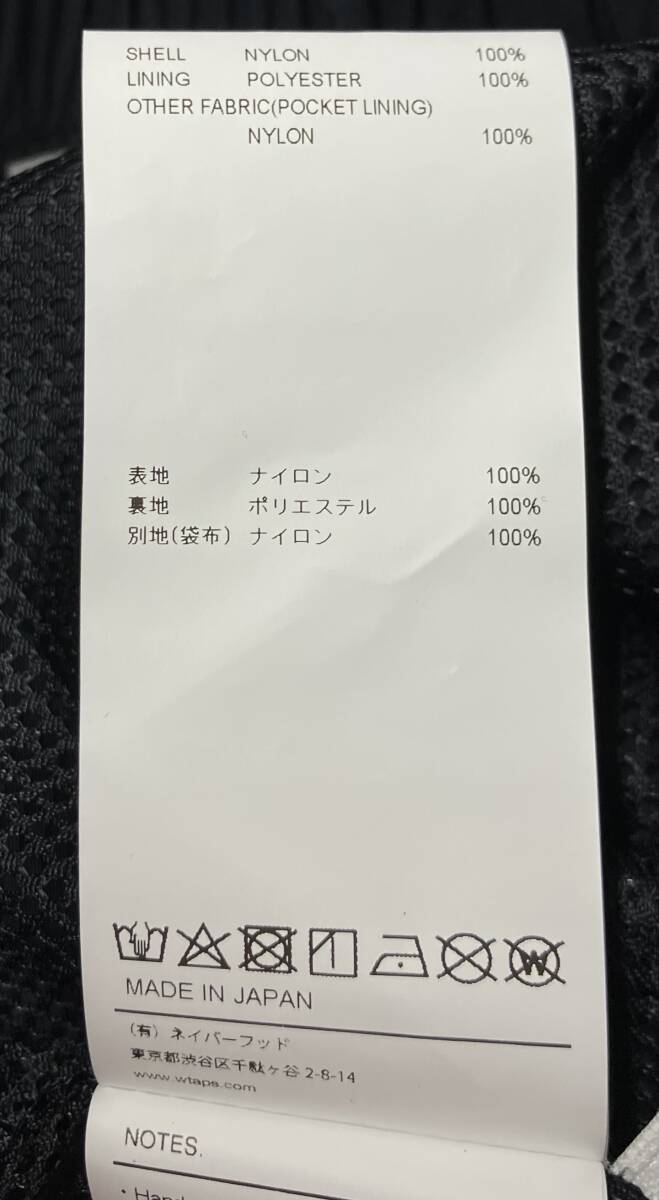 SHELL NYLON 100%
LINING POLYESTER 100%
OTHER FABRIC(POCKET LINING)
NYLON 100%
表地 ナイロン 100%
裏地 ポリエステル 100%
別地(袋布) ナイロン 100%
W
MADE IN JAPAN
(有) ネイバーフッド
東京都渋谷区千駄ヶ谷 2-8-14
www.wtaps.com
NOTES.